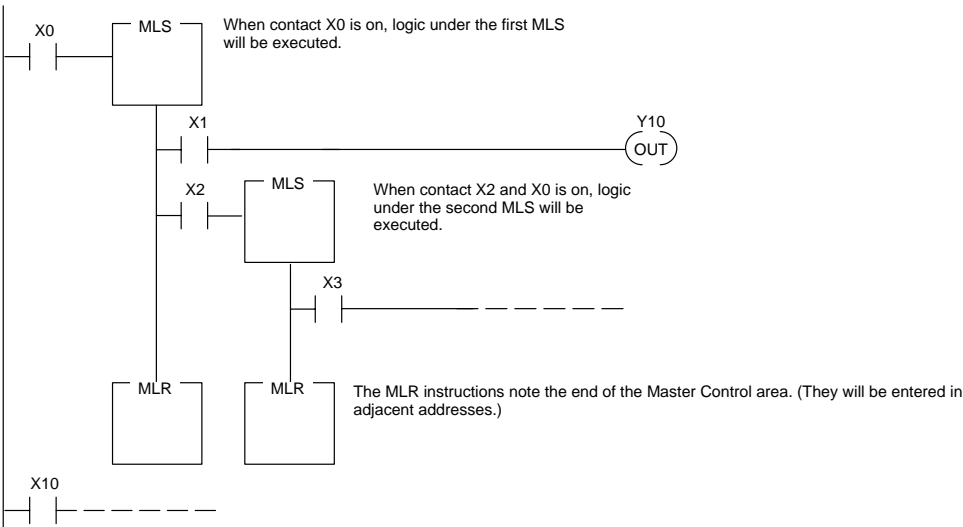 X0
MLS
When contact X0 is on, logic under the first MLS
will be executed.
X1
Y10
OUT
X2
MLS
When contact X2 and X0 is on, logic
under the second MLS will be
executed.
X3
MLR
MLR
The MLR instructions note the end of the Master Control area. (They will be entered in
adjacent addresses.)
X10